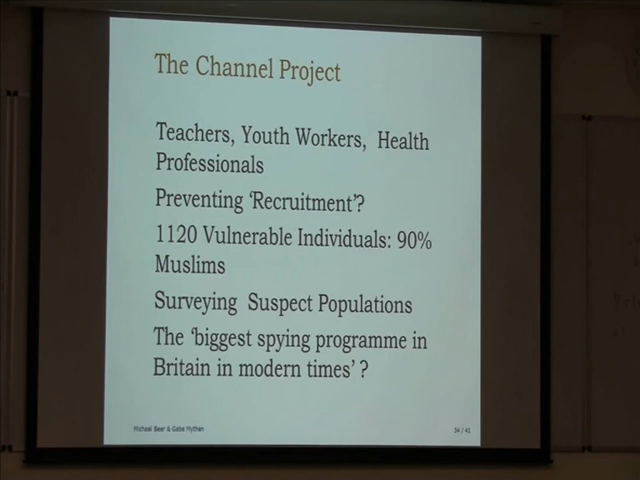 The Channel Project
Teachers, Youth Workers, Health
Professionals
Preventing ‘Recruitment’?
1120 Vulnerable Individuals: 90%
Muslims
Surveying Suspect Populations
The ‘biggest spying programme in
Britain in modern times’ ?
Michael Beer & Gabe Mythen
34 / 41